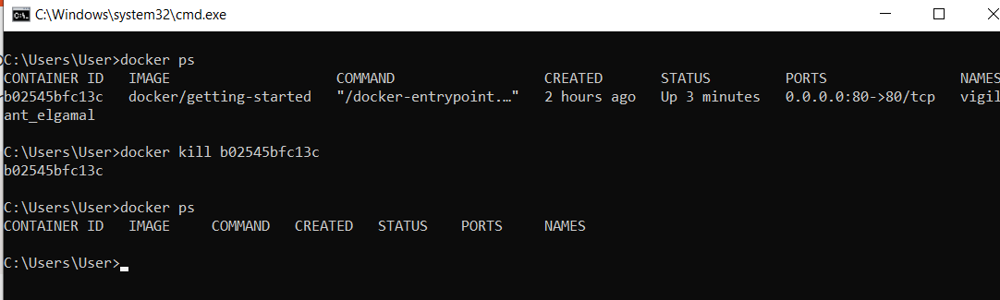 C:\Windows\system32\cmd.exe
C:\Users\User>docker ps
CONTAINER ID   IMAGE                    COMMAND                  CREATED       STATUS         PORTS                NAMES
b02545bfc13c   docker/getting-started   "/docker-entrypoint.…"   2 hours ago   Up 3 minutes   0.0.0.0:80->80/tcp   vigil
ant_elgamal
C:\Users\User>docker kill b02545bfc13c
b02545bfc13c
C:\Users\User>docker ps
CONTAINER ID   IMAGE     COMMAND   CREATED   STATUS    PORTS     NAMES
C:\Users\User>